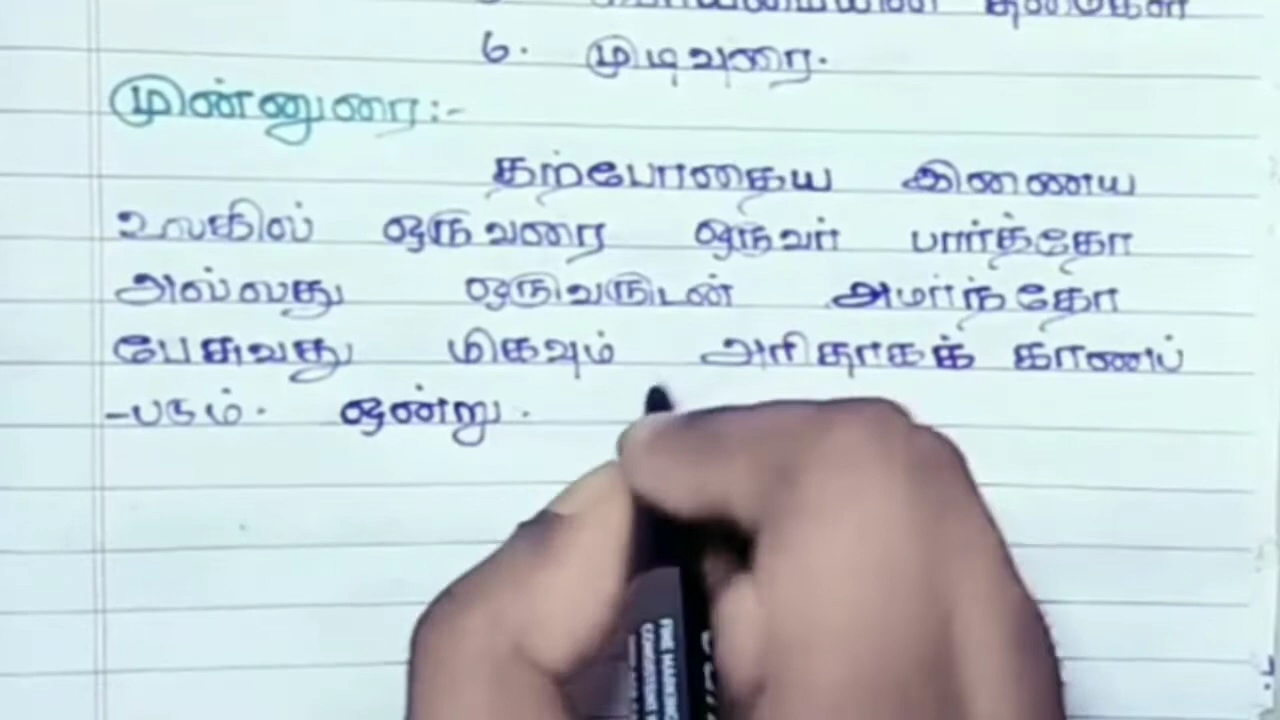 6. முடிவுரை.
முன்னுரை:-
தற்போதைய இணைய
உலகில் ஒருவரை ஒருவர் பார்த்தோ
அல்லது ஒருவருடன் அமர்ந்தோ
பேசுவது மிகவும் அரிதாகக் காணப்
-படும். ஒன்று.